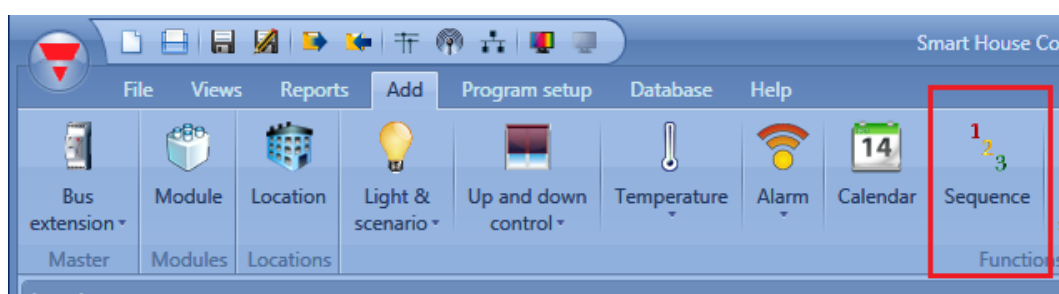 Smart House Co
File Views Reports Add Program setup Database Help
14 1 2 3
Bus Module Location Light & Up and down Temperature Alarm Calendar Sequence
extension scenario control
Master Modules Locations Functions